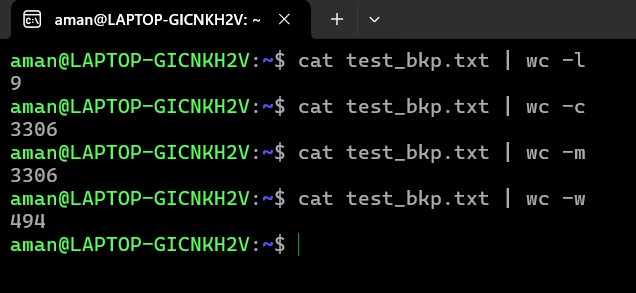 aman@LAPTOP-GICNKH2V: ~
aman@LAPTOP-GICNKH2V:~$ cat test_bkp.txt | wc -l
9
aman@LAPTOP-GICNKH2V:~$ cat test_bkp.txt | wc -c
3306
aman@LAPTOP-GICNKH2V:~$ cat test_bkp.txt | wc -m
3306
aman@LAPTOP-GICNKH2V:~$ cat test_bkp.txt | wc -w
494
aman@LAPTOP-GICNKH2V:~$